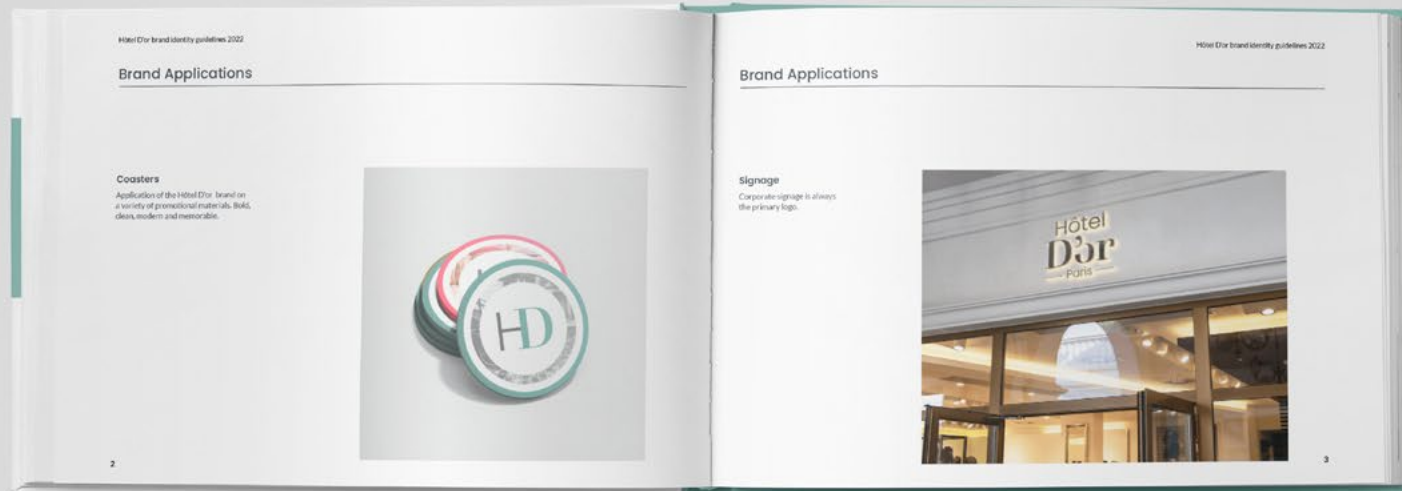 Hôtel D'or brand identity guidelines 2022
Brand Applications
Coasters
Application of the Hôtel D'or brand on
a variety of promotional materials. Bold,
clean, modern and memorable.
HD
2
Hôtel D'or brand identity guidelines 2022
Brand Applications
Signage
Corporate signage is always
the primary logo.
Hôtel
D'or
Paris
3